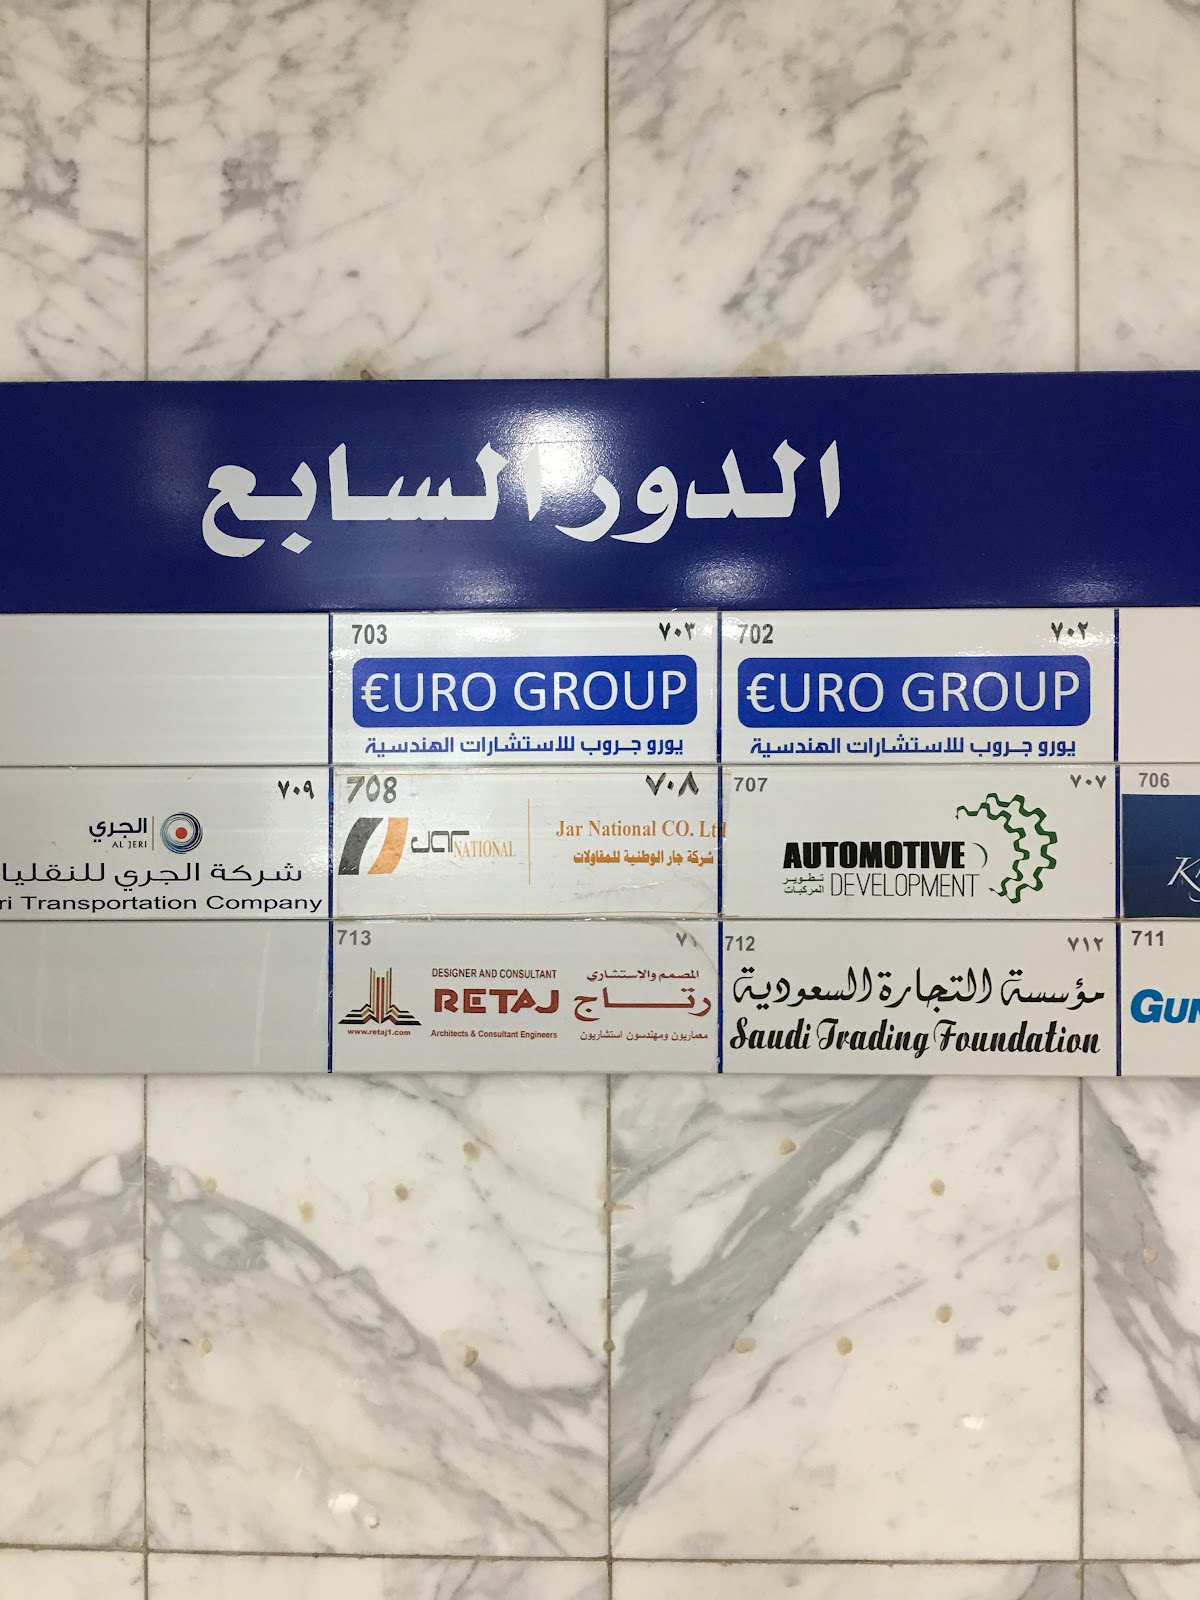 الدور السابع
703 ٧٠٣
€URO GROUP
يورو جروب للاستشارات الهندسية
702 ٧٠٢
€URO GROUP
يورو جروب للاستشارات الهندسية
٧٠٩
الجري
AL JERI
شركة الجري للنقليا
ri Transportation Company
708 ٧٠٨
JAR NATIONAL
Jar National CO. Ltd
شركة جار الوطنية للمقاولات
707 ٧٠٧
AUTOMOTIVE
تطوير
المركبات
DEVELOPMENT
706
713 ٧١
www.retaj1.com
DESIGNER AND CONSULTANT
RETAJ
Architects & Consultant Engineers
المصمم والاستشاري
رتاج
معماريون ومهندسون استشاريون
712 ٧١٢
مؤسسة التجارة السعودية
Saudi Trading Foundation
711
GUN